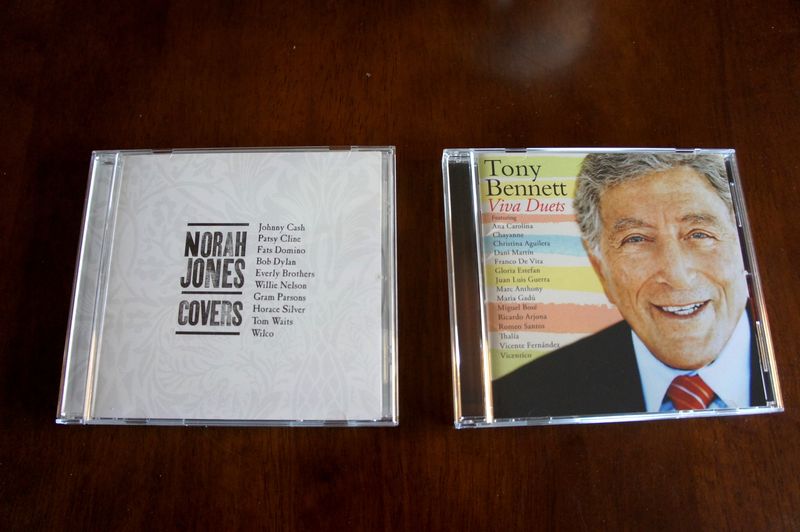 NORAH
JONES
COVERS
Johnny Cash
Patsy Cline
Fats Domino
Bob Dylan
Everly Brothers
Willie Nelson
Gram Parsons
Horace Silver
Tom Waits
Wilco
Tony
Bennett
Viva Duets
Featuring
Ana Carolina
Chayanne
Christina Aguilera
Dani Martín
Franco De Vita
Gloria Estefan
Juan Luis Guerra
Marc Anthony
Maria Gadú
Miguel Bosé
Ricardo Arjona
Romeo Santos
Thalía
Vicente Fernández
Vicentico